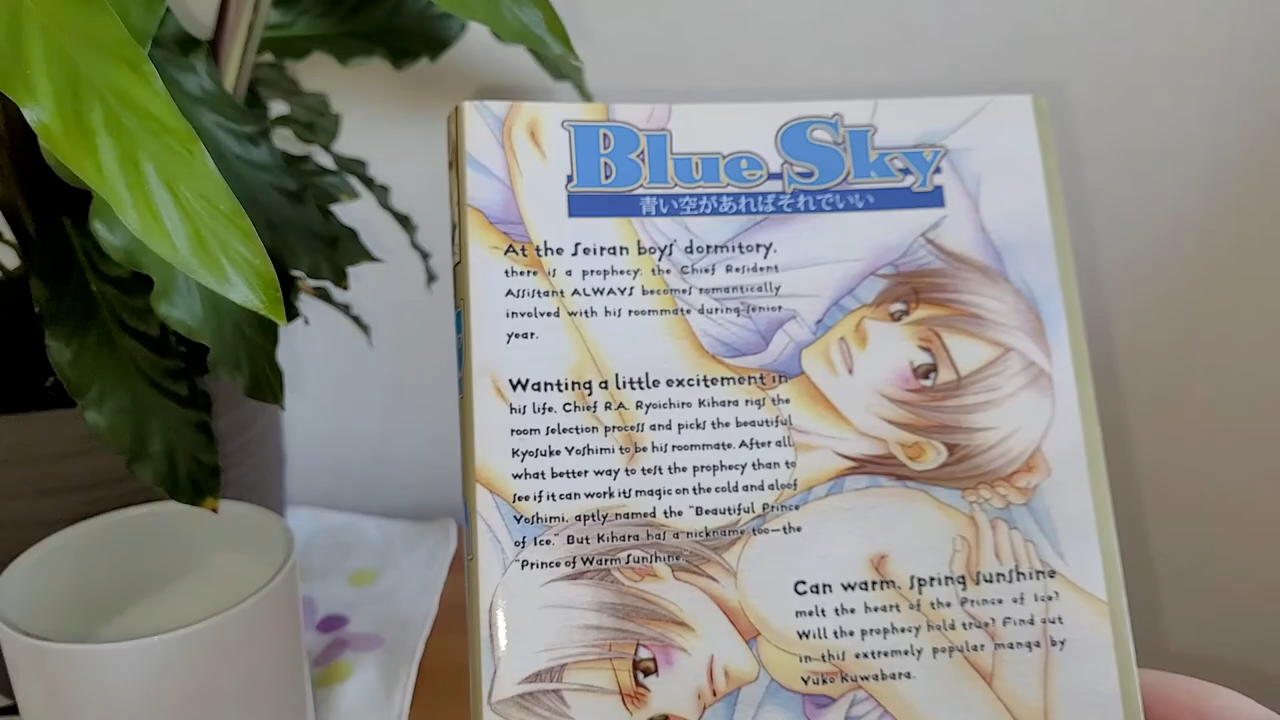 Blue Sky
青い空があればそれでいい
At the Seiran boys' dormitory,
there is a prophecy: the Chief Resident
Assistant ALWAYS becomes romantically
involved with his roommate during senior
year.
Wanting a little excitement in
his life, Chief R.A. Ryoichiro Kihara rigs the
room selection process and picks the beautiful
Kyosuke Yoshimi to be his roommate. After all,
what better way to test the prophecy than to
see if it can work its magic on the cold and aloof
Yoshimi, aptly named the "Beautiful Prince
of Ice." But Kihara has a nickname too—the
"Prince of Warm Sunshine."
Can warm, spring sunshine
melt the heart of the Prince of Ice?
Will the prophecy hold true? Find out
in this extremely popular manga by
Yuko Kuwabara.